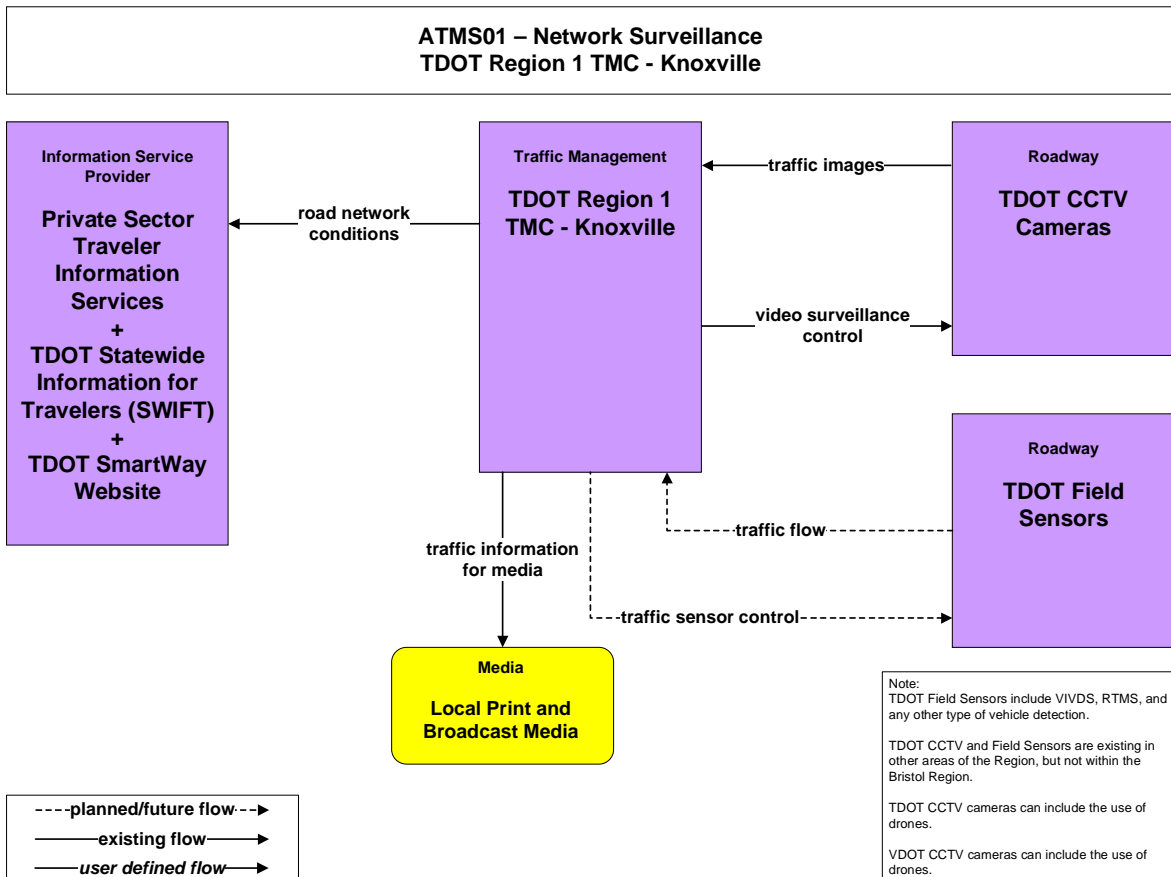 ATMS01 – Network Surveillance
TDOT Region 1 TMC - Knoxville
Information Service
Provider
Private Sector
Traveler
Information
Services
+
TDOT Statewide
Information for
Travelers (SWIFT)
+
TDOT SmartWay
Website
road network
conditions
Traffic Management
TDOT Region 1
TMC - Knoxville
traffic images
video surveillance
control
Roadway
TDOT CCTV
Cameras
Roadway
TDOT Field
Sensors
traffic flow
traffic information
for media
traffic sensor control
Media
Local Print and
Broadcast Media
Note:
TDOT Field Sensors include VIVDS, RTMS, and
any other type of vehicle detection.
TDOT CCTV and Field Sensors are existing in
other areas of the Region, but not within the
Bristol Region.
TDOT CCTV cameras can include the use of
drones.
VDOT CCTV cameras can include the use of
drones.
planned/future flow
existing flow
user defined flow